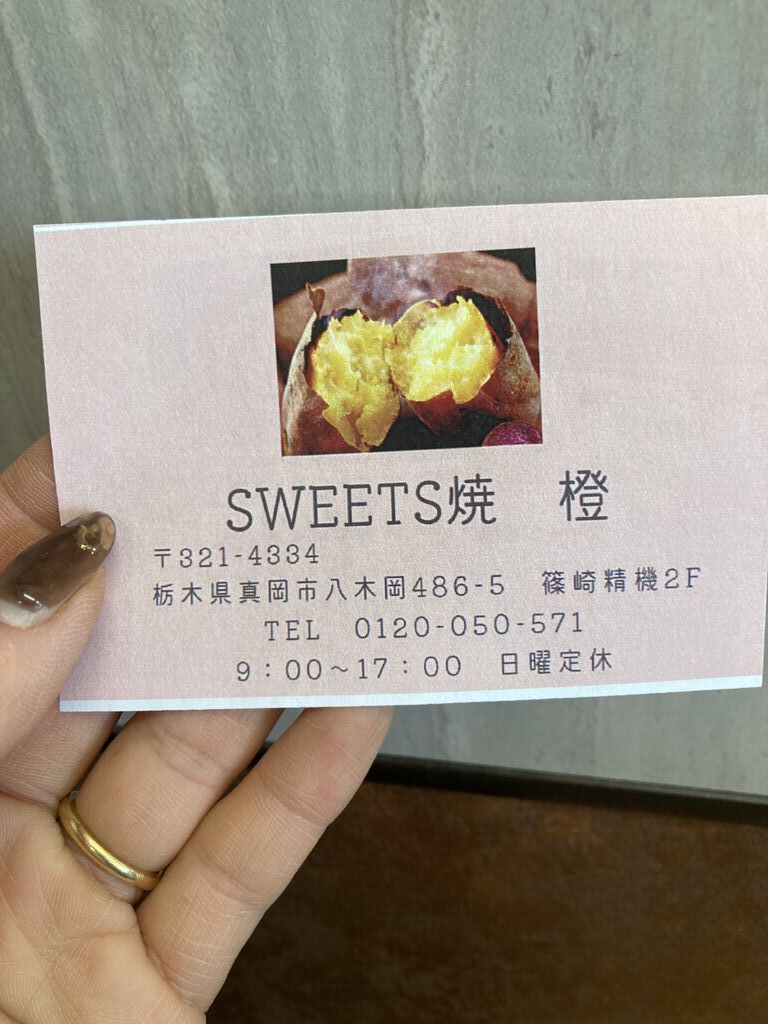 SWEETS焼　橙
〒321-4334
栃木県真岡市八木岡486-5　篠崎精機2F
TEL　0120-050-571
9：00～17：00　日曜定休